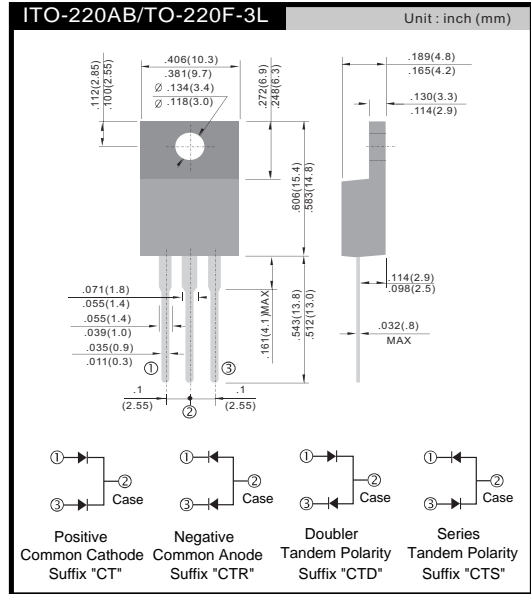 ITO-220AB/TO-220F-3L
Unit : inch (mm)
.406(10.3)
.381(9.7)
Ø .134(3.4)
Ø .118(3.0)
.112(2.85)
.100(2.55)
.272(6.9)
.248(6.3)
.189(4.8)
.165(4.2)
.130(3.3)
.114(2.9)
.606(15.4)
.583(14.8)
.071(1.8)
.055(1.4)
.055(1.4)
.039(1.0)
.035(0.9)
.011(0.3)
.161(4.1)MAX
.543(13.8)
.512(13.0)
.114(2.9)
.098(2.5)
.032(.8)
MAX
① ③
.1 .1
(2.55) ② (2.55)
① ① ① ①
② ② ② ②
Case Case Case Case
③ ③ ③ ③
Positive Negative Doubler Series
Common Cathode Common Anode Tandem Polarity Tandem Polarity
Suffix "CT" Suffix "CTR" Suffix "CTD" Suffix "CTS"